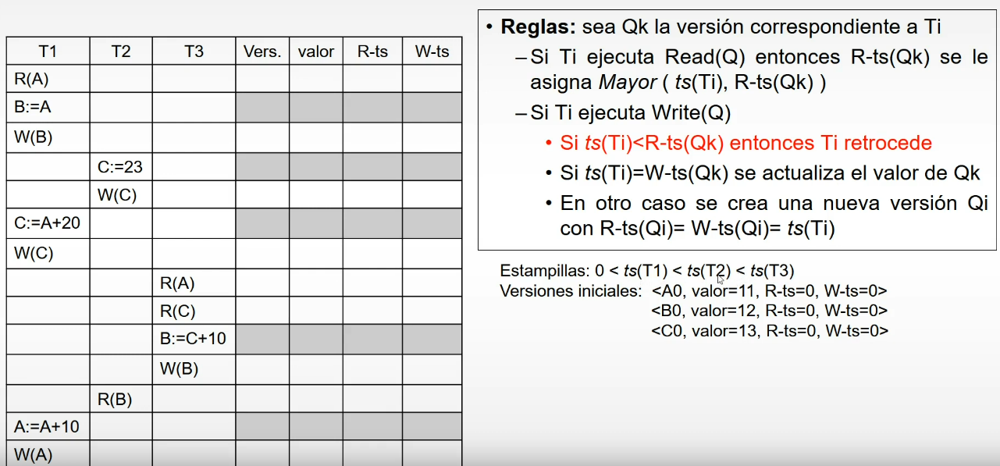 T1 T2 T3 Vers. valor R-ts W-ts
R(A)
B:=A
W(B)
C:=23
W(C)
C:=A+20
W(C)
R(A)
R(C)
B:=C+10
W(B)
R(B)
A:=A+10
W(A)
• Reglas: sea Qk la versión correspondiente a Ti
–Si Ti ejecuta Read(Q) entonces R-ts(Qk) se le
asigna Mayor ( ts(Ti), R-ts(Qk) )
–Si Ti ejecuta Write(Q)
• Si ts(Ti)<R-ts(Qk) entonces Ti retrocede
• Si ts(Ti)=W-ts(Qk) se actualiza el valor de Qk
• En otro caso se crea una nueva versión Qi
con R-ts(Qi)= W-ts(Qi)= ts(Ti)
Estampillas: 0 < ts(T1) < ts(T2) < ts(T3)
Versiones iniciales: <A0, valor=11, R-ts=0, W-ts=0>
<B0, valor=12, R-ts=0, W-ts=0>
<C0, valor=13, R-ts=0, W-ts=0>